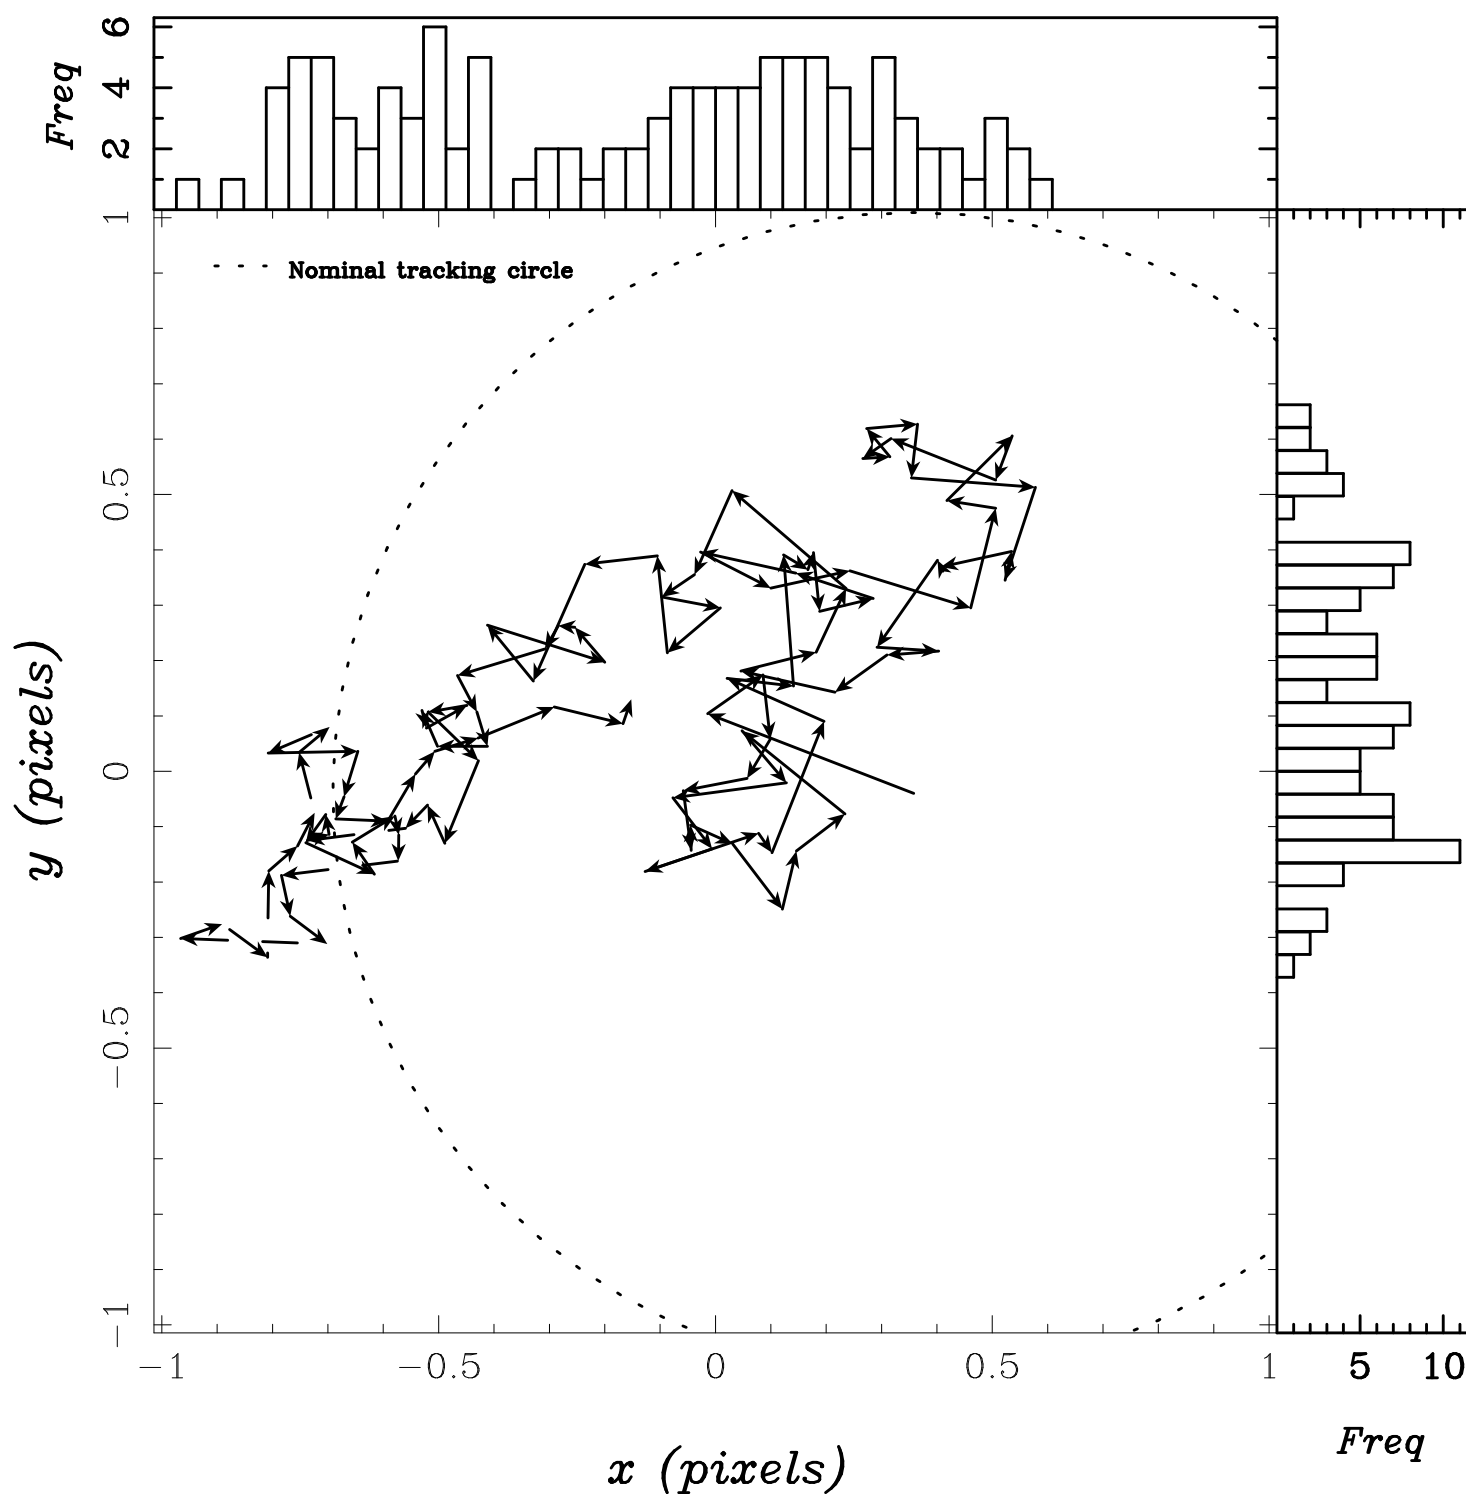 Freq
2 4 6
Nominal tracking circle
y (pixels)
−1 −0.5 0 0.5 1
−1 −0.5 0 0.5 1
x (pixels)
5 10
Freq